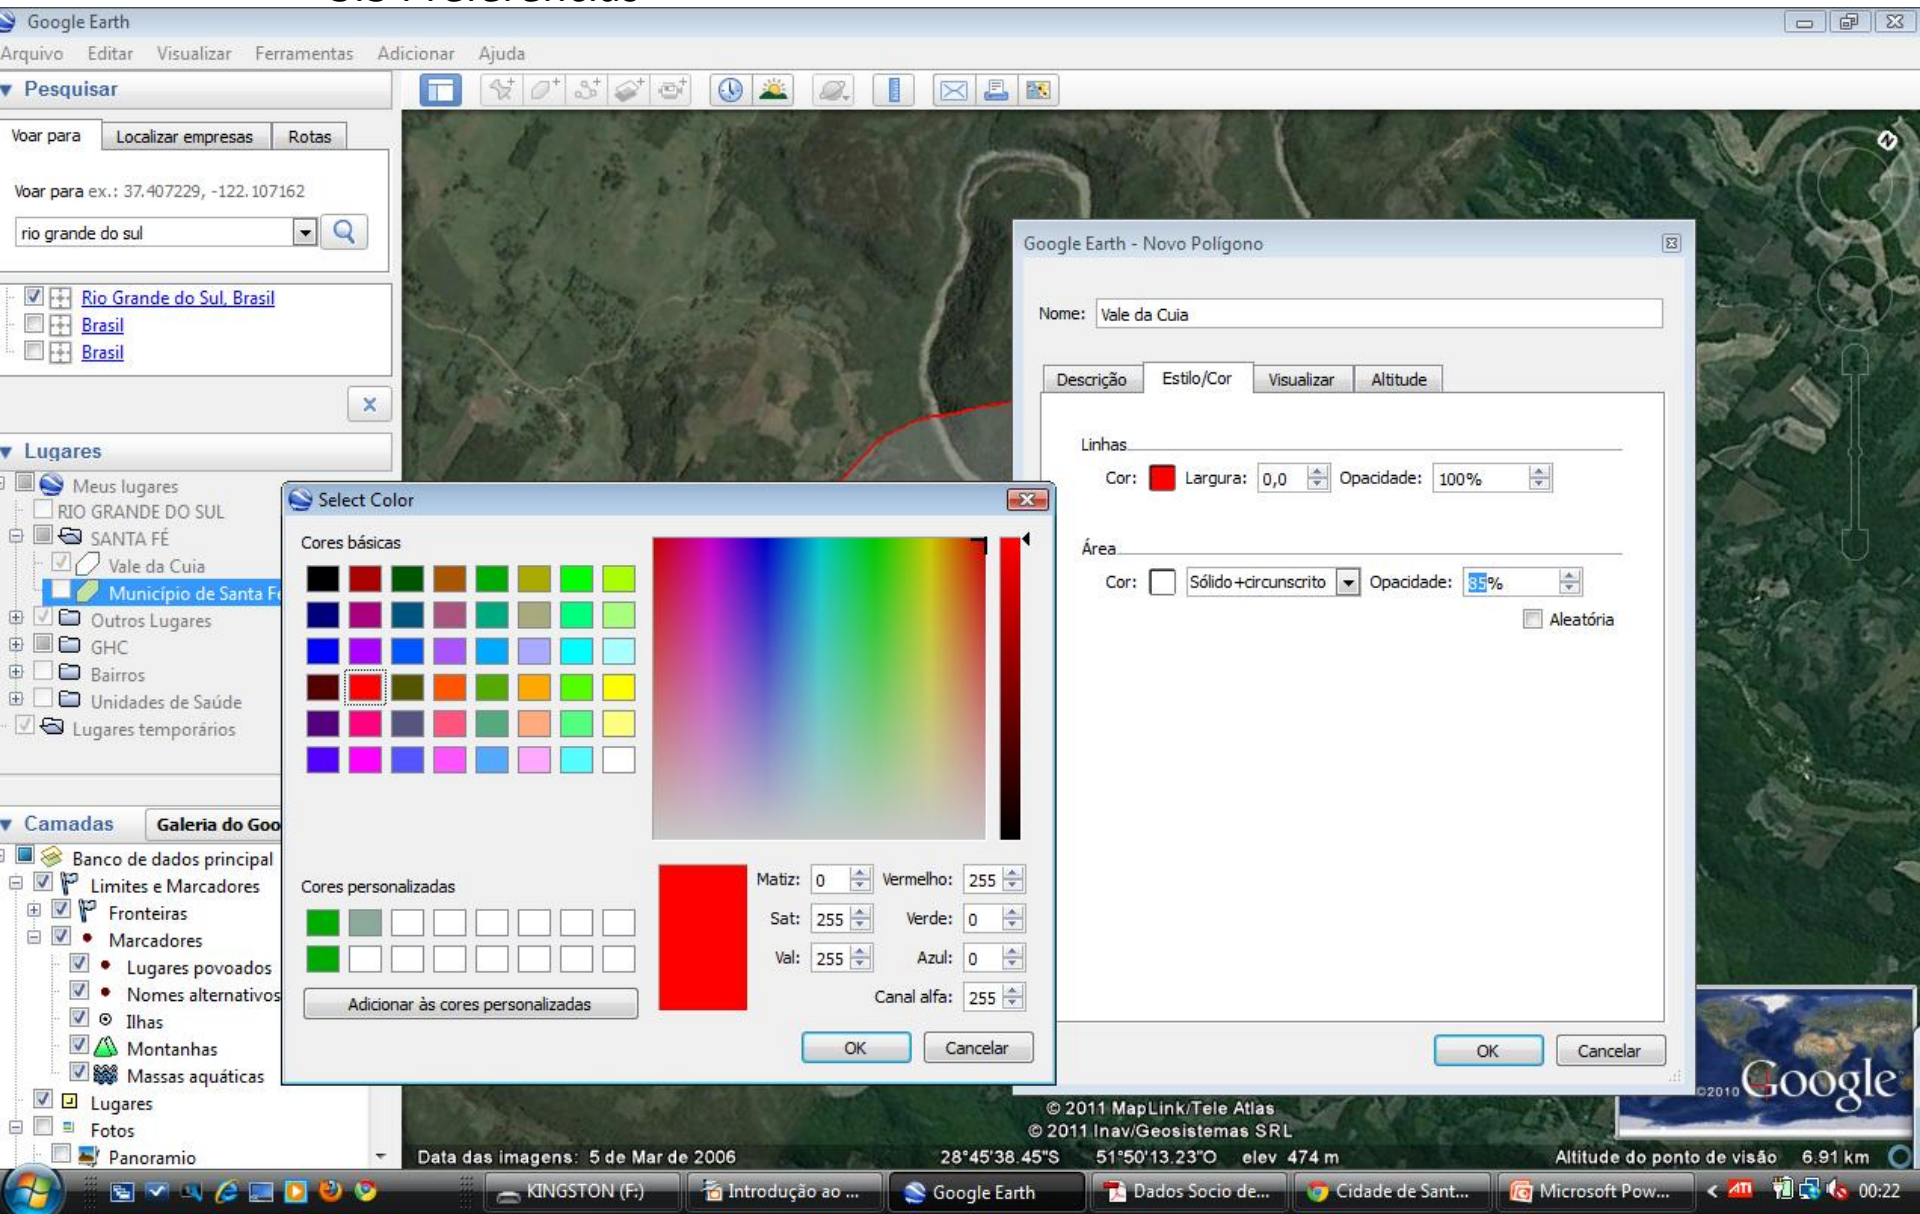 Google Earth
Arquivo Editar Visualizar Ferramentas Adicionar Ajuda
Pesquisar
Voar para Localizar empresas Rotas
Voar para ex.: 37.407229, -122.107162
rio grande do sul
Rio Grande do Sul, Brasil
Brasil
Brasil
Lugares
Meus lugares
RIO GRANDE DO SUL
SANTA FÉ
Vale da Cuia
Município de Santa Fe
Outros Lugares
GHC
Bairros
Unidades de Saúde
Lugares temporários
Camadas Galeria do Goo
Banco de dados principal
Limites e Marcadores
Fronteiras
Marcadores
Lugares povoados
Nomes alternativos
Ilhas
Montanhas
Massas aquáticas
Lugares
Fotos
Panoramio
Select Color
Cores básicas
Cores personalizadas
Adicionar às cores personalizadas
Matiz: 0 Vermelho: 255
Sat: 255 Verde: 0
Val: 255 Azul: 0
Canal alfa: 255
OK Cancelar
Google Earth - Novo Polígono
Nome: Vale da Cuia
Descrição Estilo/Cor Visualizar Altitude
Linhas
Cor: Largura: 0,0 Opacidade: 100%
Área
Cor: Sólido+circunscrito Opacidade: 85%
Aleatória
OK Cancelar
©2010 Google
© 2011 MapLink/Tele Atlas
© 2011 Inav/Geosistemas SRL
Data das imagens: 5 de Mar de 2006 28°45'38.45"S 51°50'13.23"O elev 474 m Altitude do ponto de visão 6.91 km
KINGSTON (F:) Introdução ao ... Google Earth Dados Socio de... Cidade de Sant... Microsoft Pow... < ATI 00:22